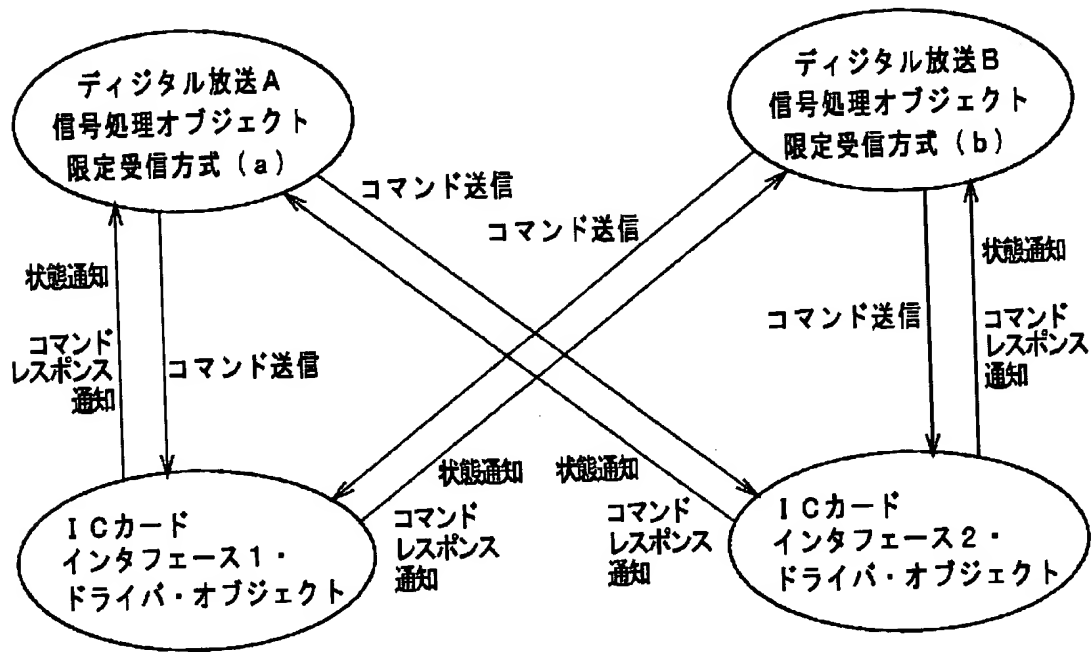 ディジタル放送A
信号処理オブジェクト
限定受信方式（a）
ディジタル放送B
信号処理オブジェクト
限定受信方式（b）
コマンド送信
コマンド送信
状態通知
コマンド
レスポンス
通知
コマンド送信
コマンド送信
状態通知
コマンド
レスポンス
通知
状態通知
コマンド
レスポンス
通知
状態通知
コマンド
レスポンス
通知
ICカード
インタフェース1・
ドライバ・オブジェクト
ICカード
インタフェース2・
ドライバ・オブジェクト